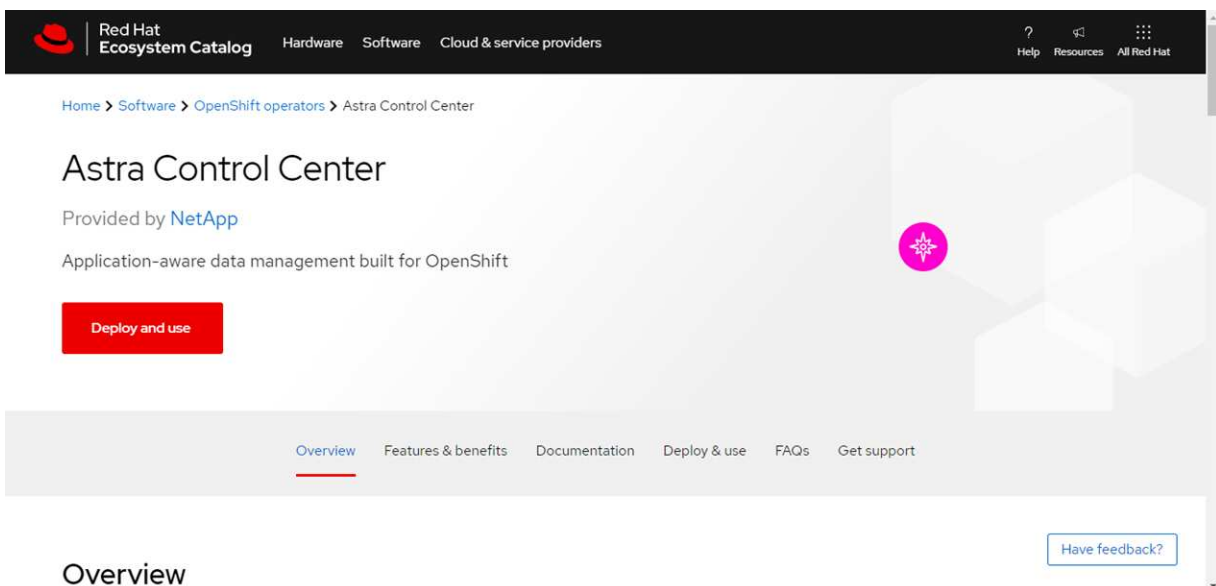 Red Hat
Ecosystem Catalog
Hardware Software Cloud & service providers
? Help Resources All Red Hat
Home > Software > OpenShift operators > Astra Control Center
Astra Control Center
Provided by NetApp
Application-aware data management built for OpenShift
Deploy and use
Overview Features & benefits Documentation Deploy & use FAQs Get support
Have feedback?
Overview